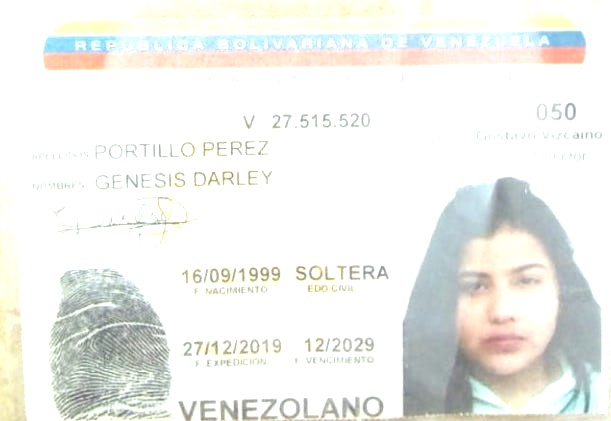 REPÚBLICA BOLIVARIANA DE VENEZUELA
V 27.515.520
050
Gustavo Vizcaino
Director
APELLIDOS PORTILLO PEREZ
NOMBRES GENESIS DARLEY
16/09/1999 SOLTERA
F. NACIMIENTO EDO CIVIL
27/12/2019 12/2029
F. EXPEDICION F. VENCIMIENTO
VENEZOLANO